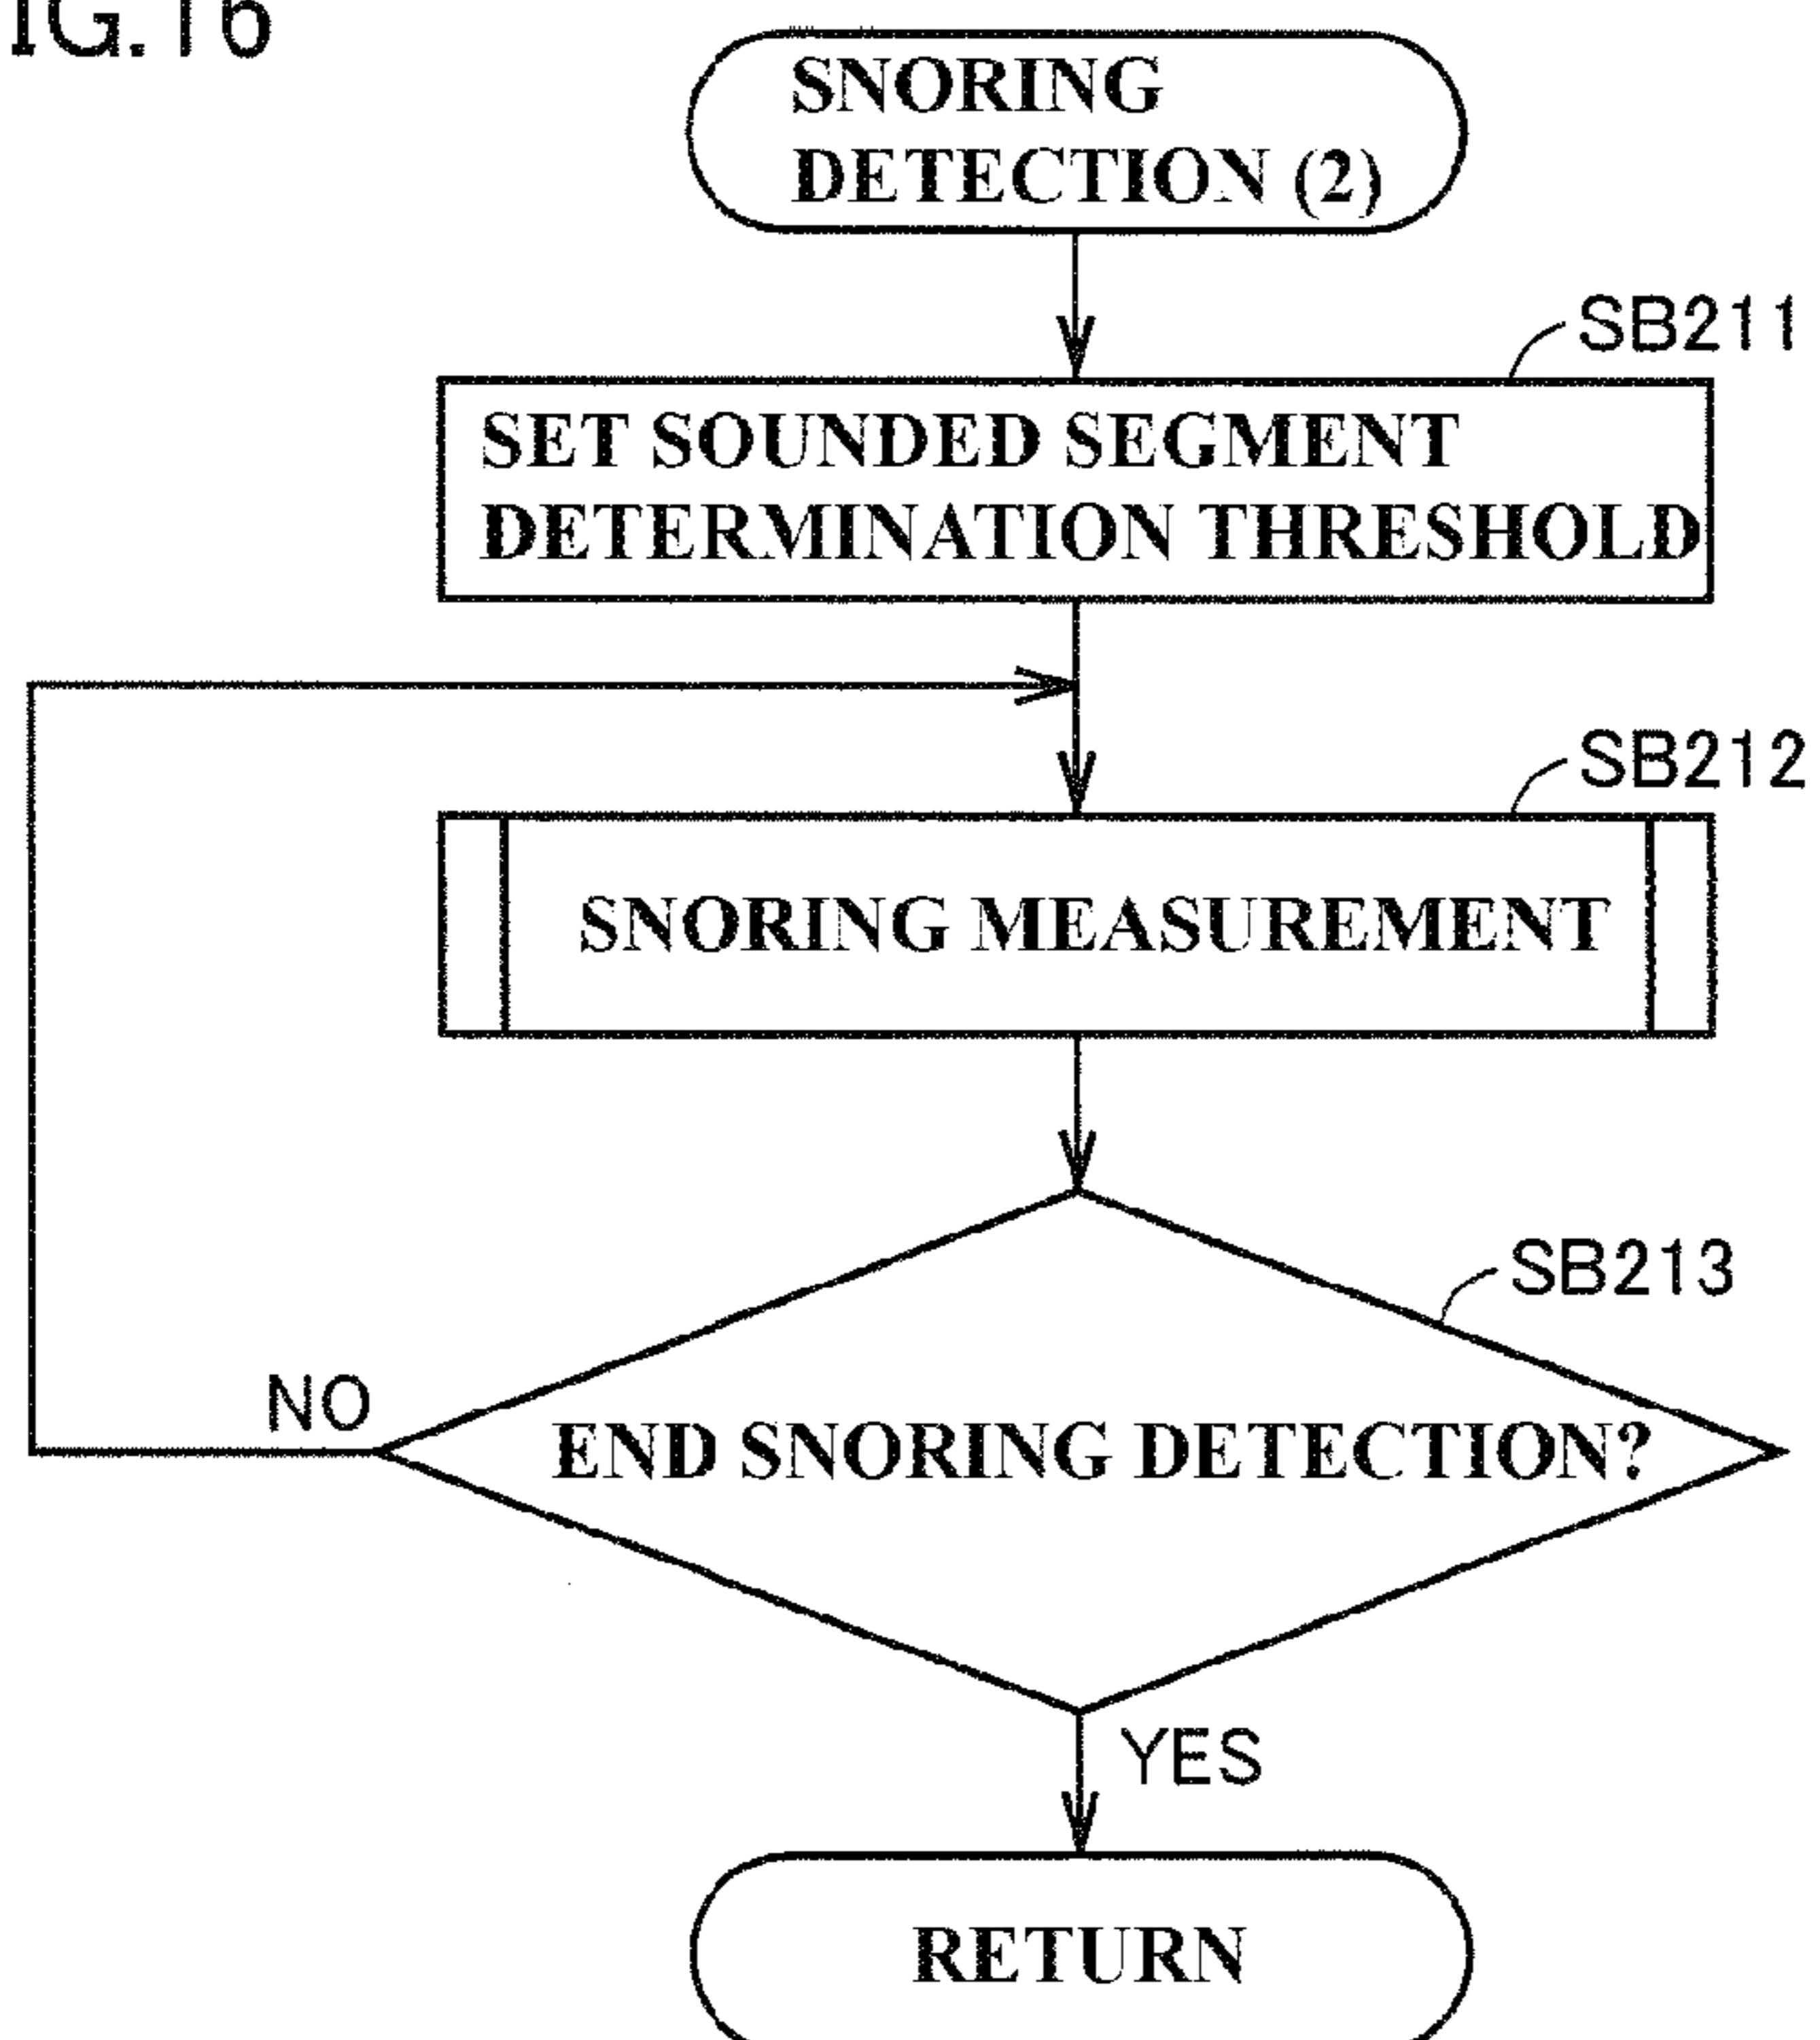 IG.16
SNORING
DETECTION (2)
SB211
SET SOUNDED SEGMENT
DETERMINATION THRESHOLD
SB212
SNORING MEASUREMENT
SB213
NO
END SNORING DETECTION?
YES
RETURN